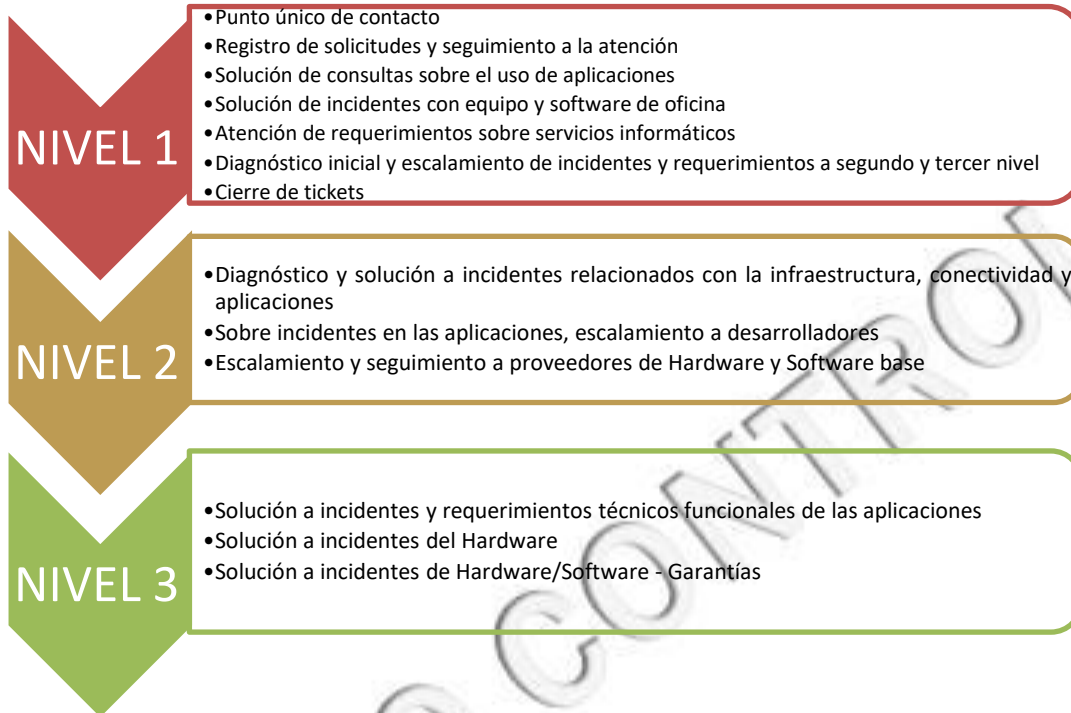 NIVEL 1
•Punto único de contacto
•Registro de solicitudes y seguimiento a la atención
•Solución de consultas sobre el uso de aplicaciones
•Solución de incidentes con equipo y software de oficina
•Atención de requerimientos sobre servicios informáticos
•Diagnóstico inicial y escalamiento de incidentes y requerimientos a segundo y tercer nivel
•Cierre de tickets
NIVEL 2
•Diagnóstico y solución a incidentes relacionados con la infraestructura, conectividad y
aplicaciones
•Sobre incidentes en las aplicaciones, escalamiento a desarrolladores
•Escalamiento y seguimiento a proveedores de Hardware y Software base
NIVEL 3
•Solución a incidentes y requerimientos técnicos funcionales de las aplicaciones
•Solución a incidentes del Hardware
•Solución a incidentes de Hardware/Software - Garantías
CONTROL